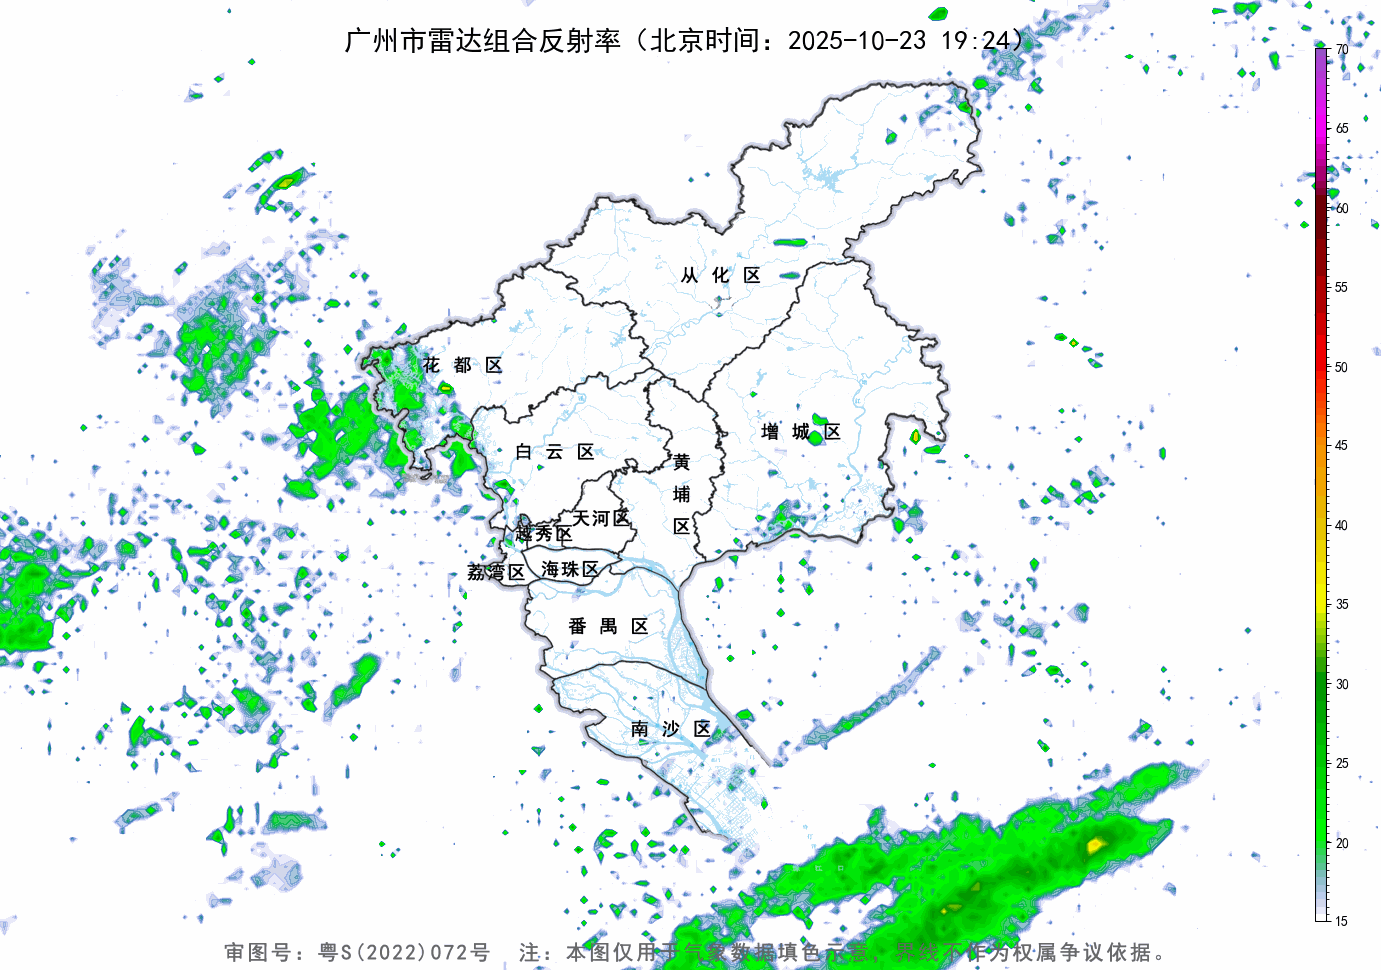 广州市雷达组合反射率（北京时间：2025-10-23 19:24）
70
65
60
55
50
45
40
35
30
25
20
15
从化区
花都区
增城区
白云区
黄埔区
天河区
越秀区
海珠区
荔湾区
番禺区
南沙区
审图号：粤S(2022)072号 注：本图仅用于气象数据填色示意，界线不作为权属争议依据。